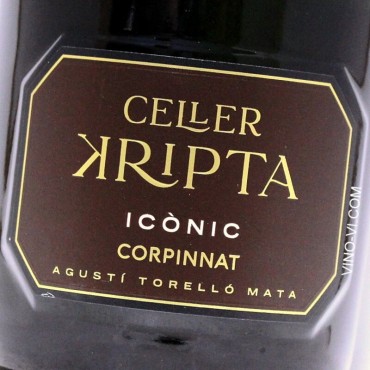 CELLER
KRIPTA
ICÒNIC
CORPINNAT
AGUSTÍ TORELLÓ MATA
VINO-VI.COM